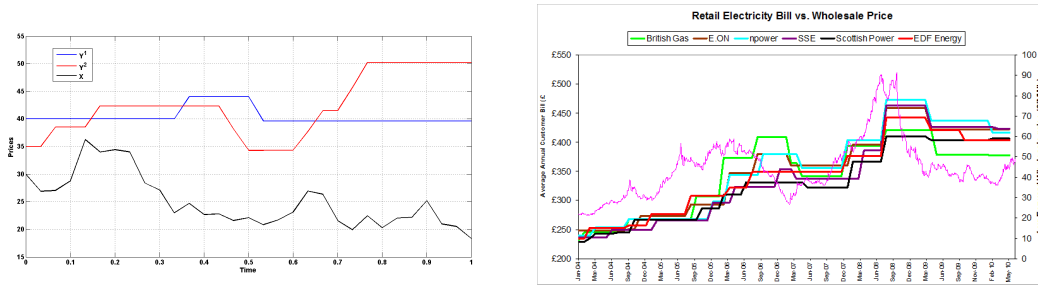 55
50
45
40
35
30
25
20
15
Prices
Y1
Y2
X
0 0.1 0.2 0.3 0.4 0.5 0.6 0.7 0.8 0.9 1
Time
Retail Electricity Bill vs. Wholesale Price
British Gas E.ON npower SSE Scottish Power EDF Energy
Average Annual Customer Bill (£
£550
£500
£450
£400
£350
£300
£250
£200
100
90
80
70
60
50
40
30
20
10
0
Jan-04 Mar-04 Jun-04 Sep-04 Dec-04 Mar-05 Jun-05 Sep-05 Dec-05 Mar-06 Jun-06 Sep-06 Dec-06 Mar-07 Jun-07 Sep-07 Dec-07 Mar-08 Jun-08 Sep-08 Dec-08 Mar-09 Jun-09 Sep-09 Nov-09 Feb-10 May-10